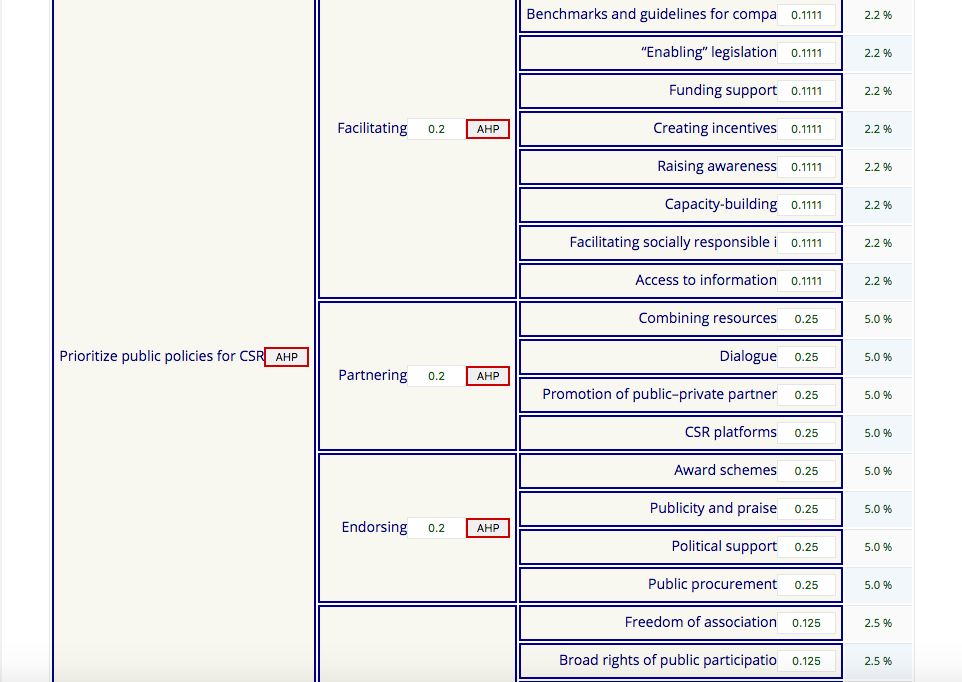 Benchmarks and guidelines for compa 0.1111 2.2 %
“Enabling” legislation 0.1111 2.2 %
Funding support 0.1111 2.2 %
Facilitating 0.2 AHP Creating incentives 0.1111 2.2 %
Raising awareness 0.1111 2.2 %
Capacity-building 0.1111 2.2 %
Facilitating socially responsible i 0.1111 2.2 %
Access to information 0.1111 2.2 %
Combining resources 0.25 5.0 %
Prioritize public policies for CSR AHP Dialogue 0.25 5.0 %
Partnering 0.2 AHP
Promotion of public–private partner 0.25 5.0 %
CSR platforms 0.25 5.0 %
Award schemes 0.25 5.0 %
Publicity and praise 0.25 5.0 %
Endorsing 0.2 AHP
Political support 0.25 5.0 %
Public procurement 0.25 5.0 %
Freedom of association 0.125 2.5 %
Broad rights of public participatio 0.125 2.5 %